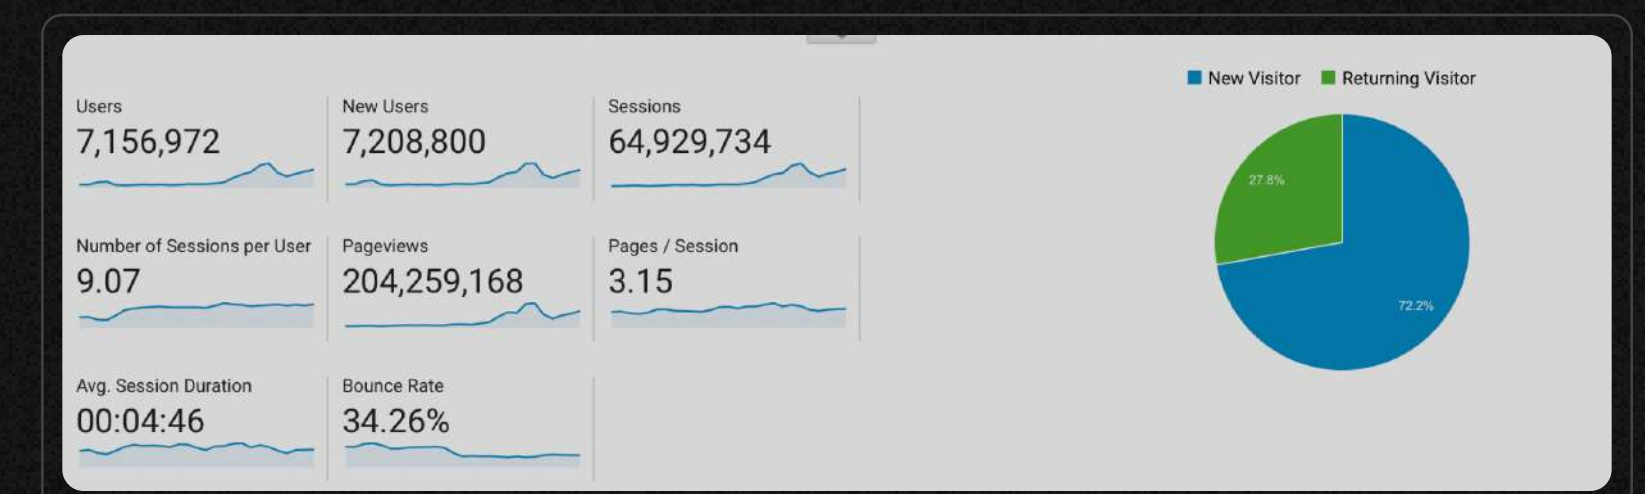 New Visitor
Returning Visitor
Users
7,156,972
New Users
7,208,800
Sessions
64,929,734
Number of Sessions per User
9.07
Pageviews
204,259,168
Pages / Session
3.15
Avg. Session Duration
00:04:46
Bounce Rate
34.26%
27.8%
72.2%